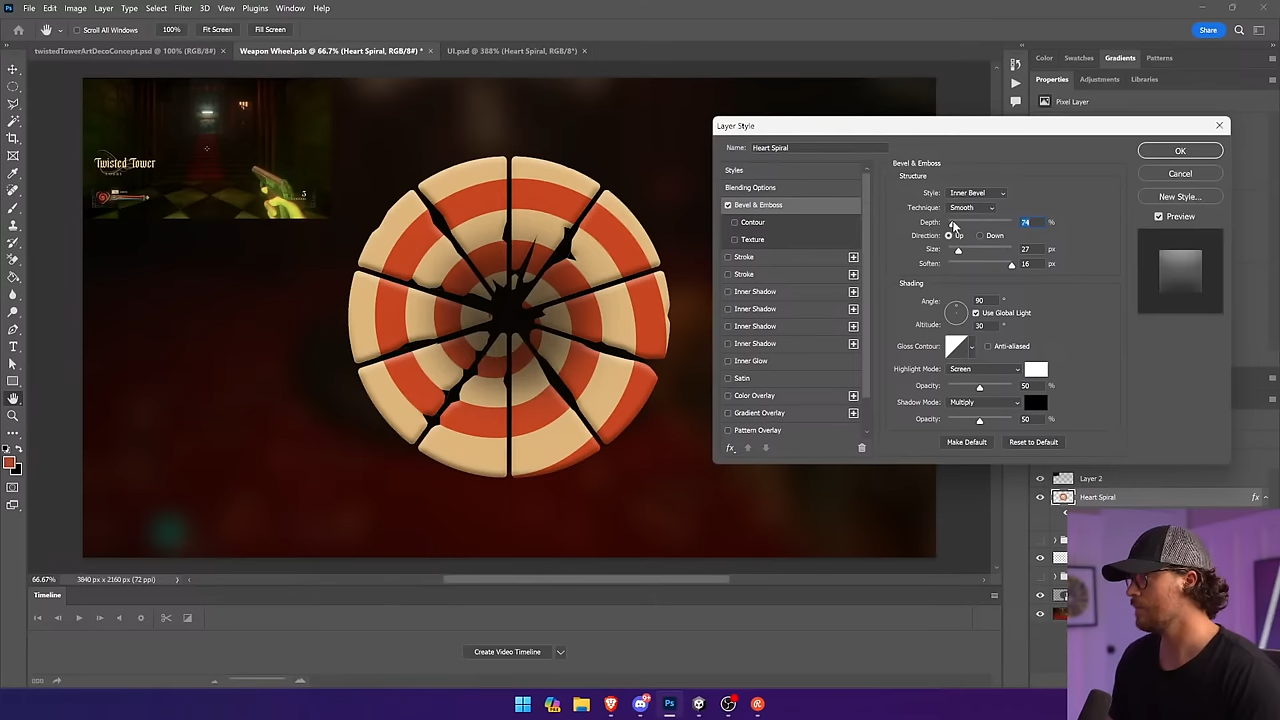 Ps File Edit Image Layer Type Select Filter 3D View Plugins Window Help
Scroll All Windows 100% Fit Screen Fill Screen Share
twistedTowerArtDecoConcept.psd @ 100% (RGB/8#) × Weapon Wheel.psb @ 66.7% (Heart Spiral, RGB/8#) * × UI.psd @ 388% (Heart Spiral, RGB/8*) ×
Color Swatches Gradients Patterns
Properties Adjustments Libraries
Pixel Layer
Twisted Tower
Layer Style
Name: Heart Spiral
Styles
Blending Options
Bevel & Emboss
Contour
Texture
Stroke
Stroke
Inner Shadow
Inner Shadow
Inner Shadow
Inner Shadow
Inner Glow
Satin
Color Overlay
Gradient Overlay
Pattern Overlay
fx
Bevel & Emboss
Structure
Style: Inner Bevel
Technique: Smooth
Depth: 74 %
Direction: Up Down
Size: 27 px
Soften: 16 px
Shading
Angle: 90 °
Use Global Light
Altitude: 30 °
Gloss Contour: Anti-aliased
Highlight Mode: Screen
Opacity: 50 %
Shadow Mode: Multiply
Opacity: 50 %
Make Default Reset to Default
OK
Cancel
New Style...
Preview
Layer 2
Heart Spiral fx
66.67% 3840 px x 2160 px (72 ppi)
Timeline
Create Video Timeline
Ps